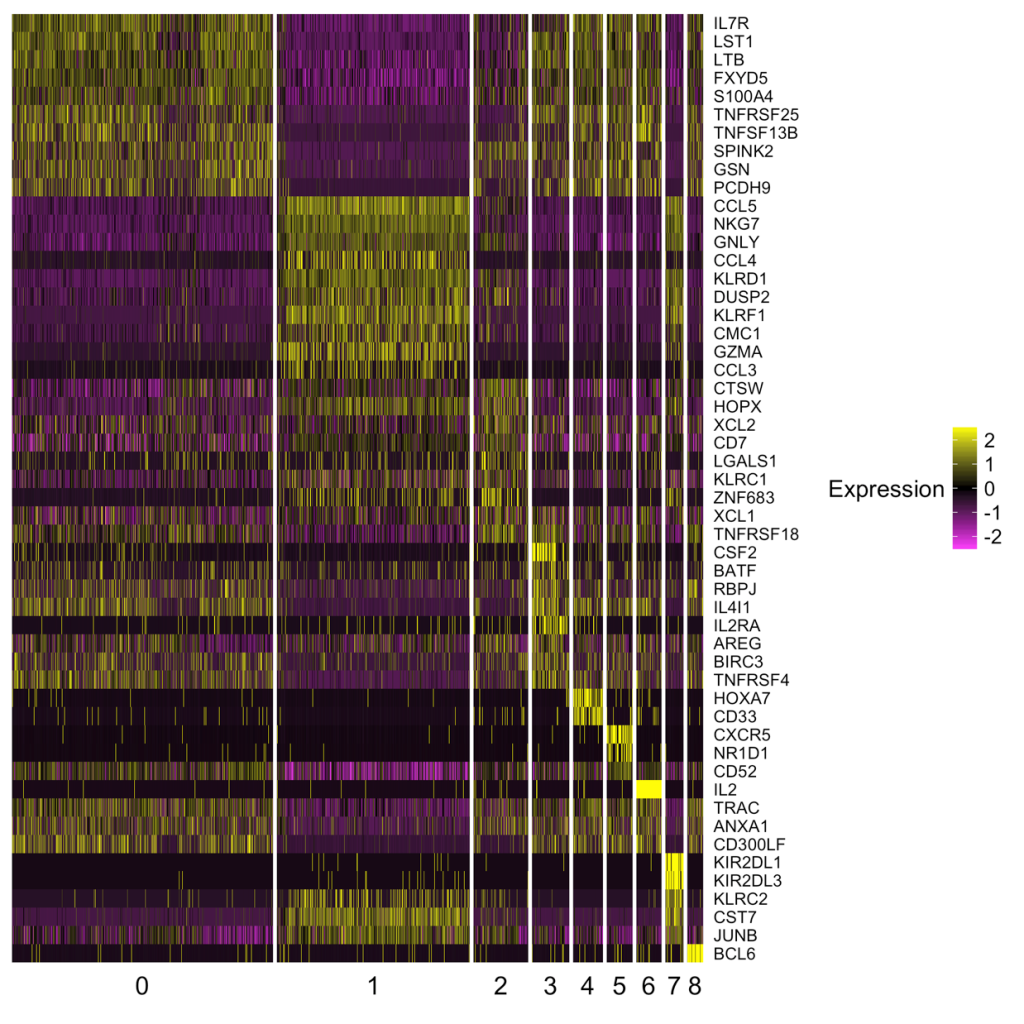 IL7R
LST1
LTB
FXYD5
S100A4
TNFRSF25
TNFSF13B
SPINK2
GSN
PCDH9
CCL5
NKG7
GNLY
CCL4
KLRD1
DUSP2
KLRF1
CMC1
GZMA
CCL3
CTSW
HOPX
XCL2
CD7
LGALS1
KLRC1
ZNF683
XCL1
TNFRSF18
CSF2
BATF
RBPJ
IL4I1
IL2RA
AREG
BIRC3
TNFRSF4
HOXA7
CD33
CXCR5
NR1D1
CD52
IL2
TRAC
ANXA1
CD300LF
KIR2DL1
KIR2DL3
KLRC2
CST7
JUNB
BCL6
0 1 2 3 4 5 6 7 8
Expression
2
1
0
-1
-2